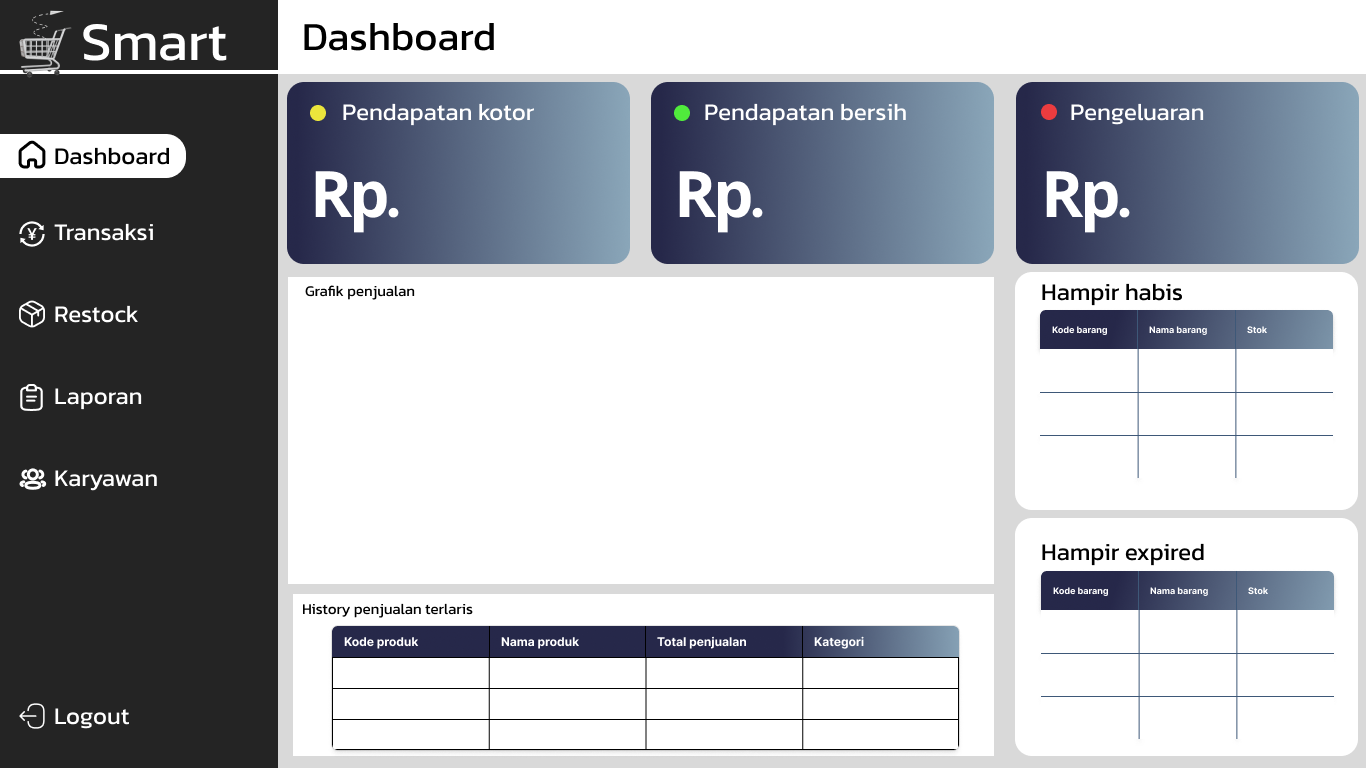 Smart
Dashboard
Transaksi
Restock
Laporan
Karyawan
Logout
Dashboard
Pendapatan kotor
Rp.
Pendapatan bersih
Rp.
Pengeluaran
Rp.
Grafik penjualan
History penjualan terlaris
Kode produk Nama produk Total penjualan Kategori
Hampir habis
Kode barang Nama barang Stok
Hampir expired
Kode barang Nama barang Stok